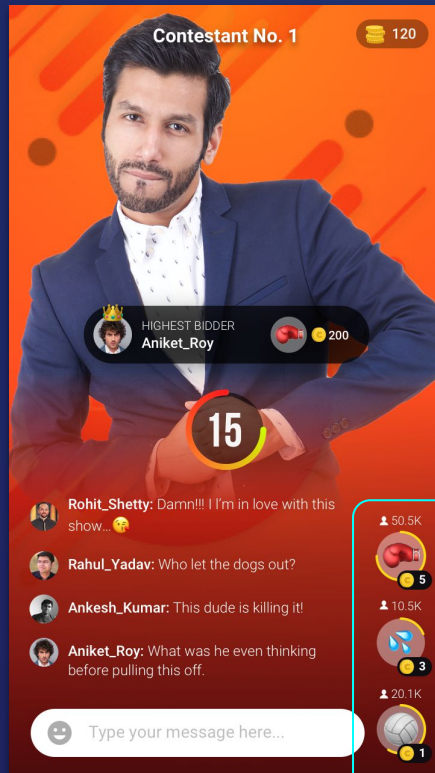 Contestant No. 1
120
HIGHEST BIDDER
Aniket_Roy
200
15
Rohit_Shetty: Damn!!! I I'm in love with this
show...😘
Rahul_Yadav: Who let the dogs out?
Ankesh_Kumar: This dude is killing it!
Aniket_Roy: What was he even thinking
before pulling this off.
50.5K
5
10.5K
3
20.1K
1
Type your message here...